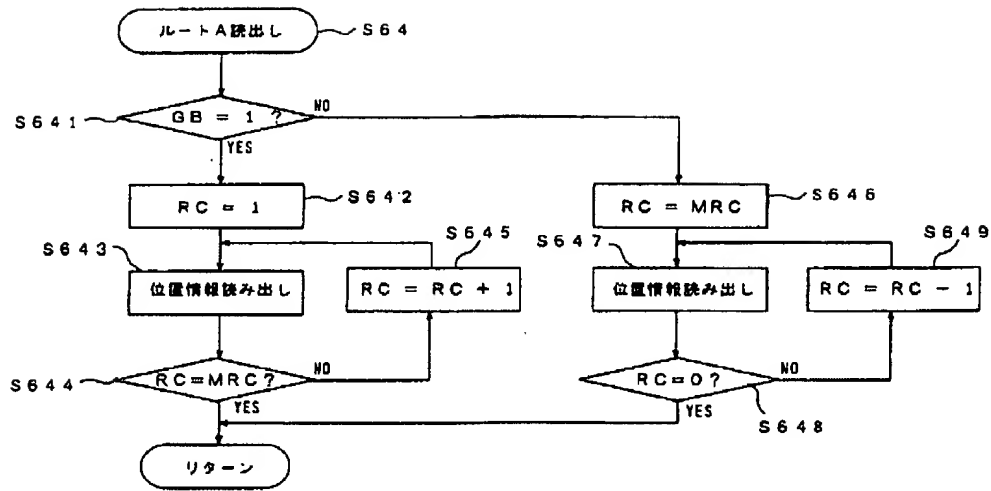 ルートA読出し
S64
GB = 1 ?
NO
S641
YES
RC = 1
S642
RC = MRC
S646
S643
S645
S647
S649
位置情報読み出し
RC = RC + 1
位置情報読み出し
RC = RC − 1
S644
RC=MRC?
NO
RC=0?
NO
YES
YES
S648
リターン